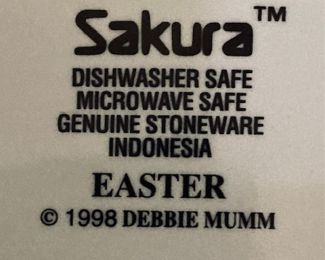 Sakura™
DISHWASHER SAFE
MICROWAVE SAFE
GENUINE STONEWARE
INDONESIA
EASTER
© 1998 DEBBIE MUMM